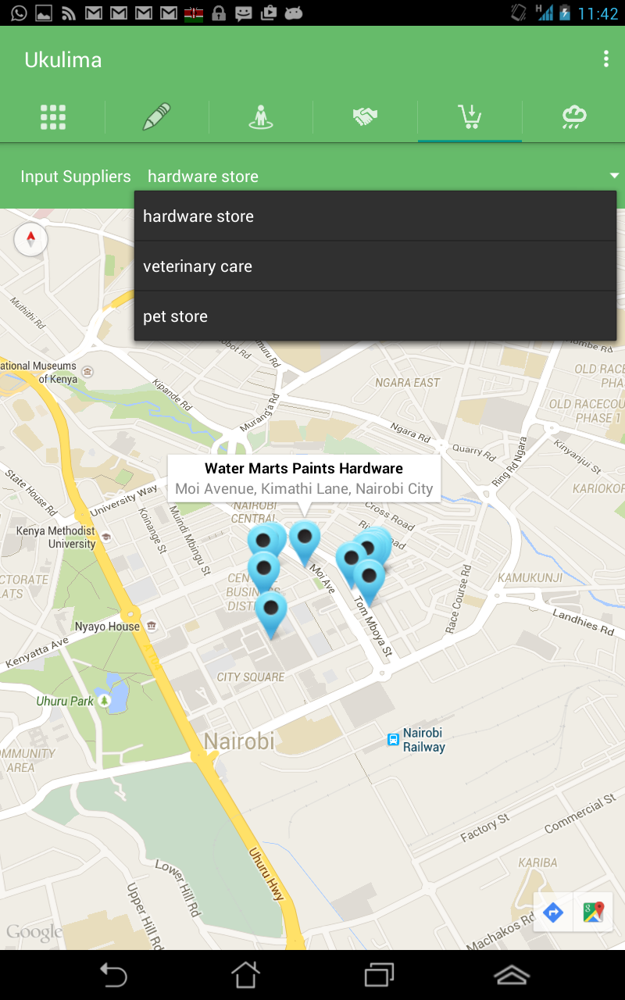 H 11:42
Ukulima
Input Suppliers hardware store
hardware store
veterinary care
pet store
Muthithi Rd
ational Museums
of Kenya
Kipande Rd
Murang'a Rd
NGARA EAST
OLD RACE
PHA
OLD RACECOU
PHASE 1
Ngara Rd
Quarry Rd
Ring Rd Ngara
Kinyanjui St
KARIOKO
Water Marts Paints Hardware
Moi Avenue, Kimathi Lane, Nairobi City
State House Rd
University Way
Koinange St
Muindi Mbingu St
NAIROBI
CENTRAL
Cross Road
Kenya Methodist
University
CTORATE
ATS
CEN
BUSIN
DIST
Moi Ave
Tom Mboya St
Race Course Rd
KAMUKUNJI
Landhies Rd
Nyayo House
Kenyatta Ave
A104
CITY SQUARE
Uhuru Park
Nairobi
Nairobi
Railway
OMMUNITY
AREA
Factory St
Commercial St
Uhuru Hwy
Lower Hill Rd
Upper Hill Rd
KARIBA
Machakos Rd
Google